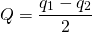 Q = \frac{q_1 - q_2}{2}